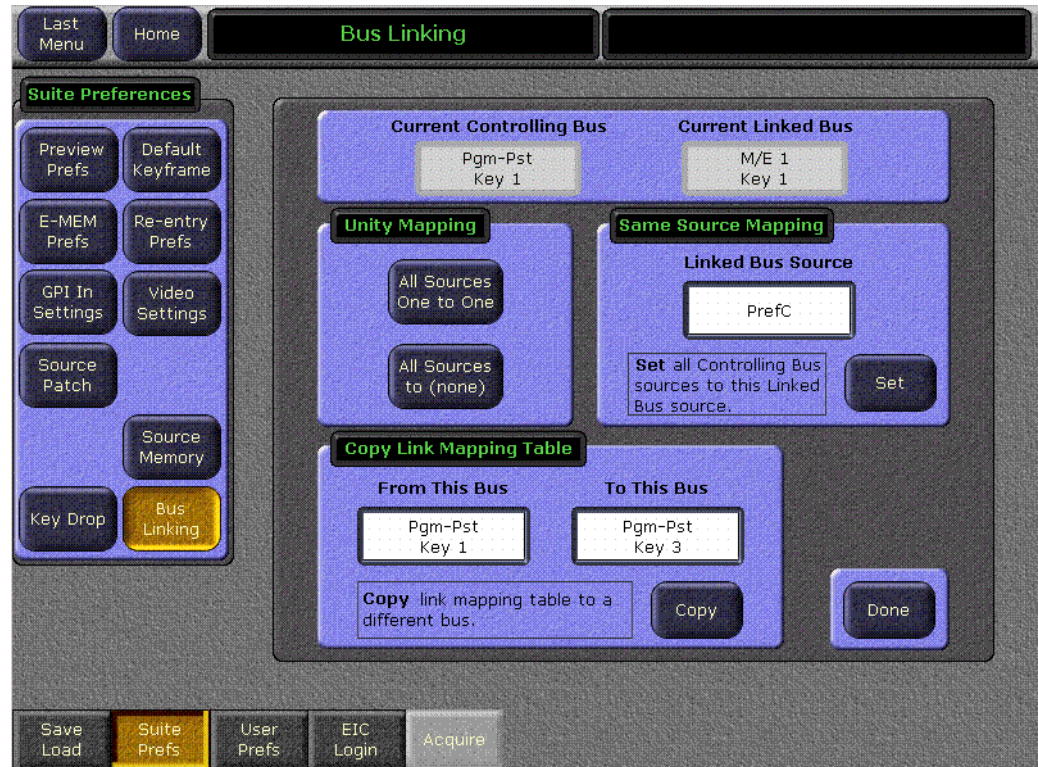 Last
Menu
Home
Bus Linking
Suite Preferences
Preview
Prefs
Default
Keyframe
E-MEM
Prefs
Re-entry
Prefs
GPI In
Settings
Video
Settings
Source
Patch
Source
Memory
Key Drop
Bus
Linking
Current Controlling Bus
Pgm-Pst
Key 1
Current Linked Bus
M/E 1
Key 1
Unity Mapping
All Sources
One to One
All Sources
to (none)
Same Source Mapping
Linked Bus Source
PrefC
Set all Controlling Bus
sources to this Linked
Bus source.
Set
Copy Link Mapping Table
From This Bus
Pgm-Pst
Key 1
To This Bus
Pgm-Pst
Key 3
Copy link mapping table to a
different bus.
Copy
Done
Save
Load
Suite
Prefs
User
Prefs
EIC
Login
Acquire